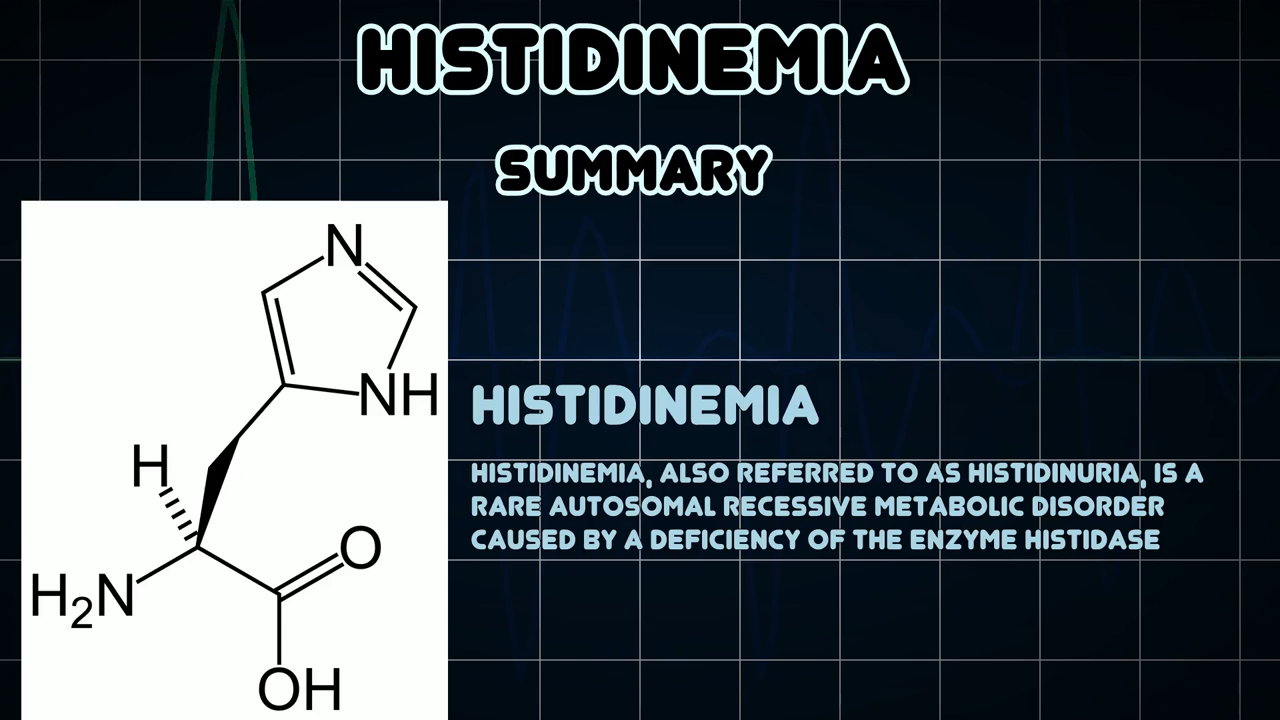 HISTIDINEMIA
SUMMARY
N
NH
H
O
H2N
OH
HISTIDINEMIA
HISTIDINEMIA, ALSO REFERRED TO AS HISTIDINURIA, IS A
RARE AUTOSOMAL RECESSIVE METABOLIC DISORDER
CAUSED BY A DEFICIENCY OF THE ENZYME HISTIDASE